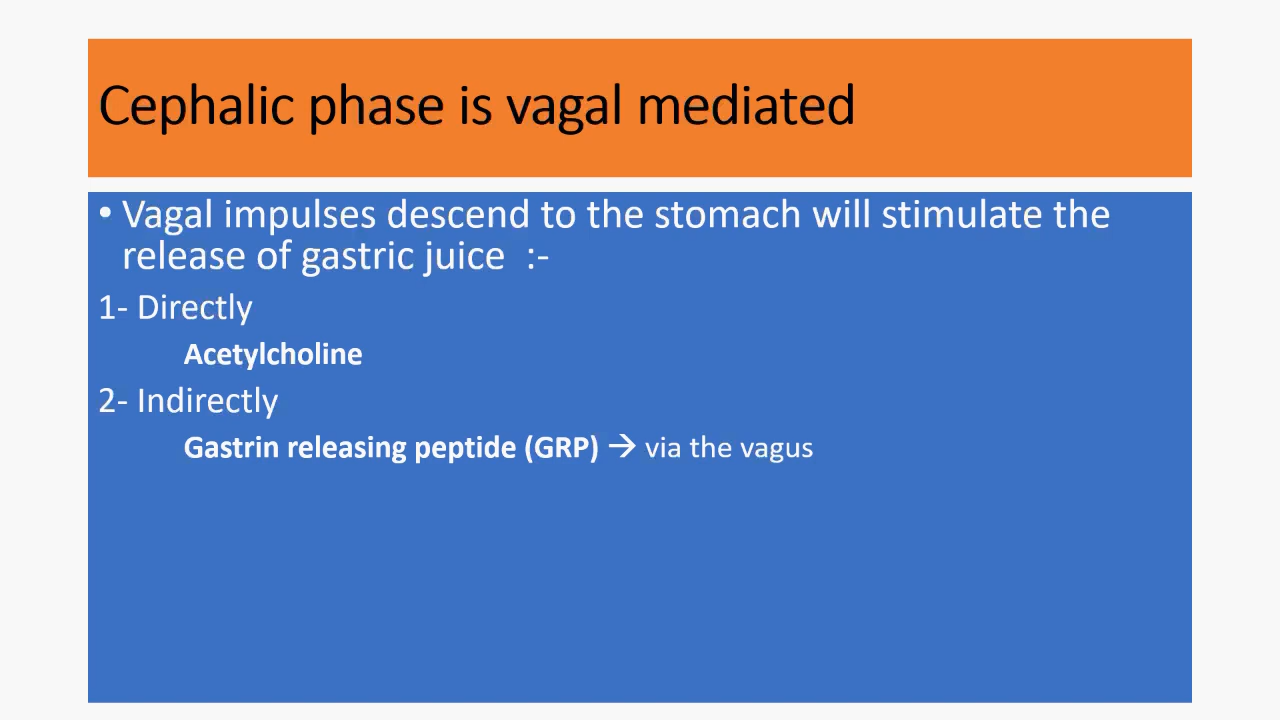 Cephalic phase is vagal mediated
• Vagal impulses descend to the stomach will stimulate the
release of gastric juice :-
1- Directly
Acetylcholine
2- Indirectly
Gastrin releasing peptide (GRP) → via the vagus